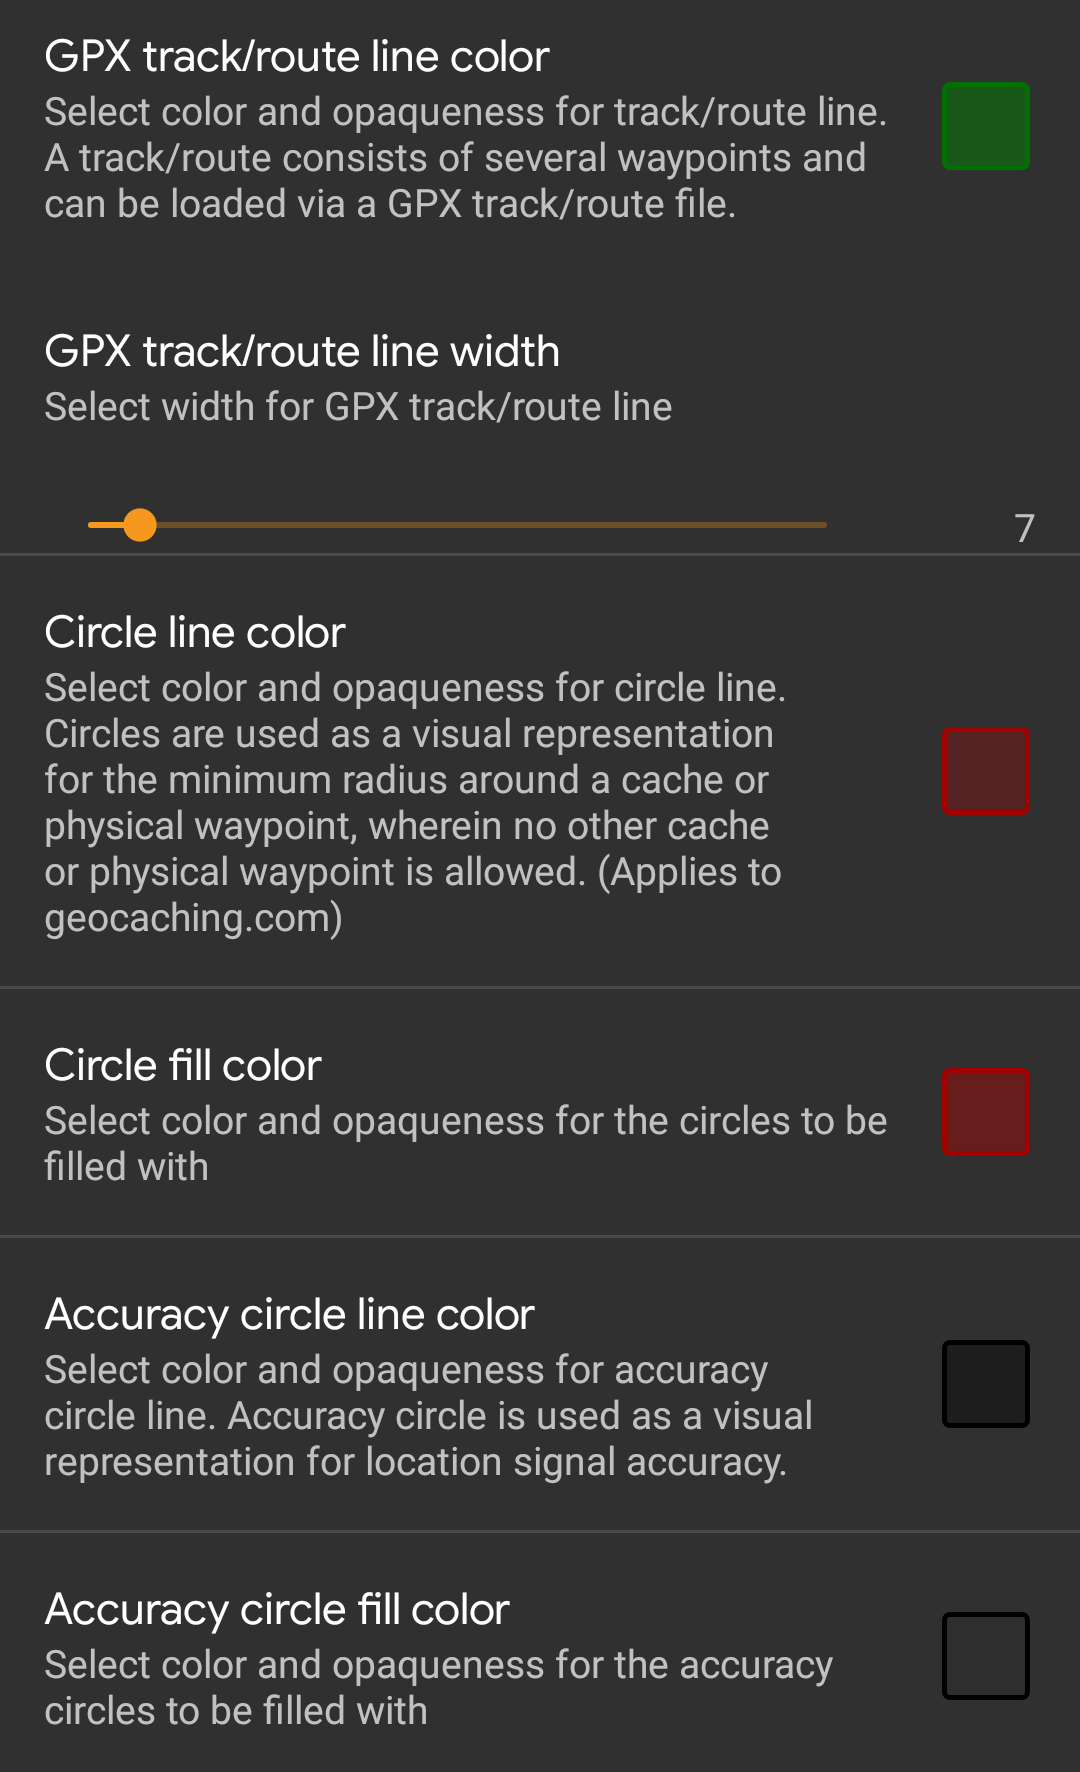 GPX track/route line color
Select color and opaqueness for track/route line.
A track/route consists of several waypoints and
can be loaded via a GPX track/route file.
GPX track/route line width
Select width for GPX track/route line
7
Circle line color
Select color and opaqueness for circle line.
Circles are used as a visual representation
for the minimum radius around a cache or
physical waypoint, wherein no other cache
or physical waypoint is allowed. (Applies to
geocaching.com)
Circle fill color
Select color and opaqueness for the circles to be
filled with
Accuracy circle line color
Select color and opaqueness for accuracy
circle line. Accuracy circle is used as a visual
representation for location signal accuracy.
Accuracy circle fill color
Select color and opaqueness for the accuracy
circles to be filled with